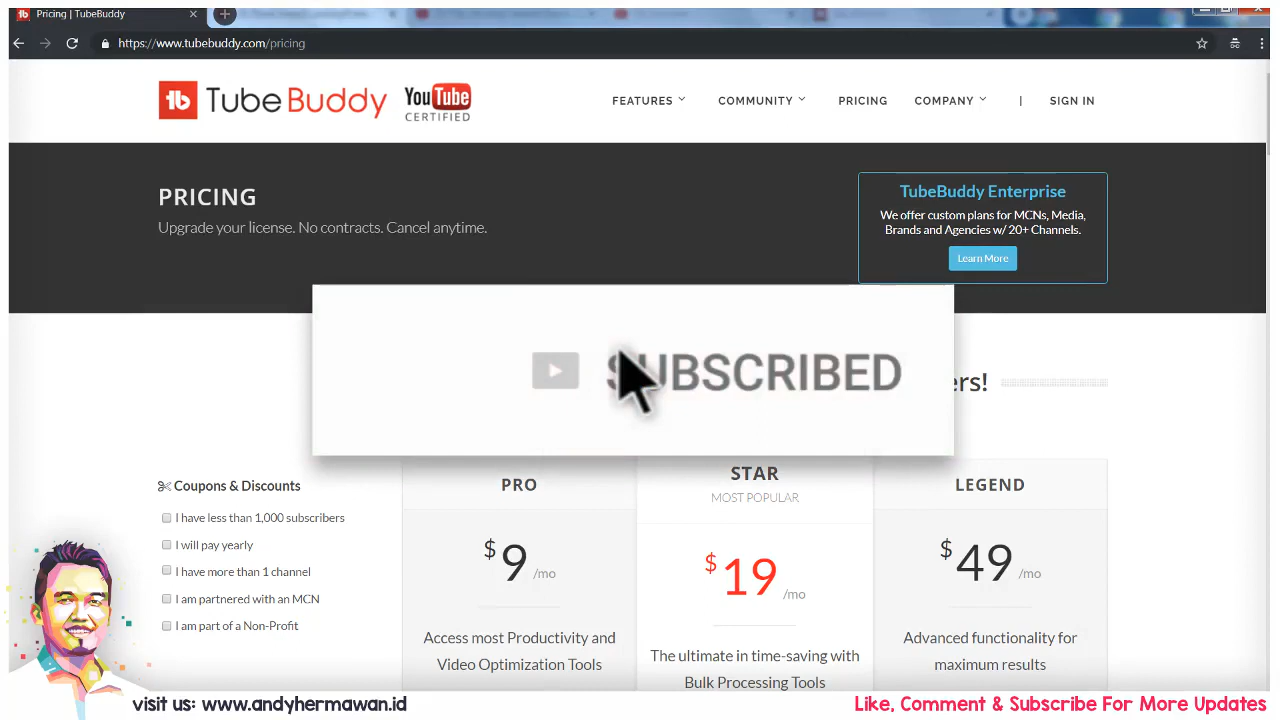 Pricing | TubeBuddy
https://www.tubebuddy.com/pricing
TubeBuddy
YouTube
CERTIFIED
FEATURES
COMMUNITY
PRICING
COMPANY
|
SIGN IN
PRICING
Upgrade your license. No contracts. Cancel anytime.
TubeBuddy Enterprise
We offer custom plans for MCNs, Media,
Brands and Agencies w/ 20+ Channels.
Learn More
SUBSCRIBED
Coupons & Discounts
I have less than 1,000 subscribers
I will pay yearly
I have more than 1 channel
I am partnered with an MCN
I am part of a Non-Profit
PRO
$9 /mo
Access most Productivity and
Video Optimization Tools
STAR
MOST POPULAR
$19 /mo
The ultimate in time-saving with
Bulk Processing Tools
LEGEND
$49 /mo
Advanced functionality for
maximum results
visit us: www.andyhermawan.id
Like, Comment & Subscribe For More Updates